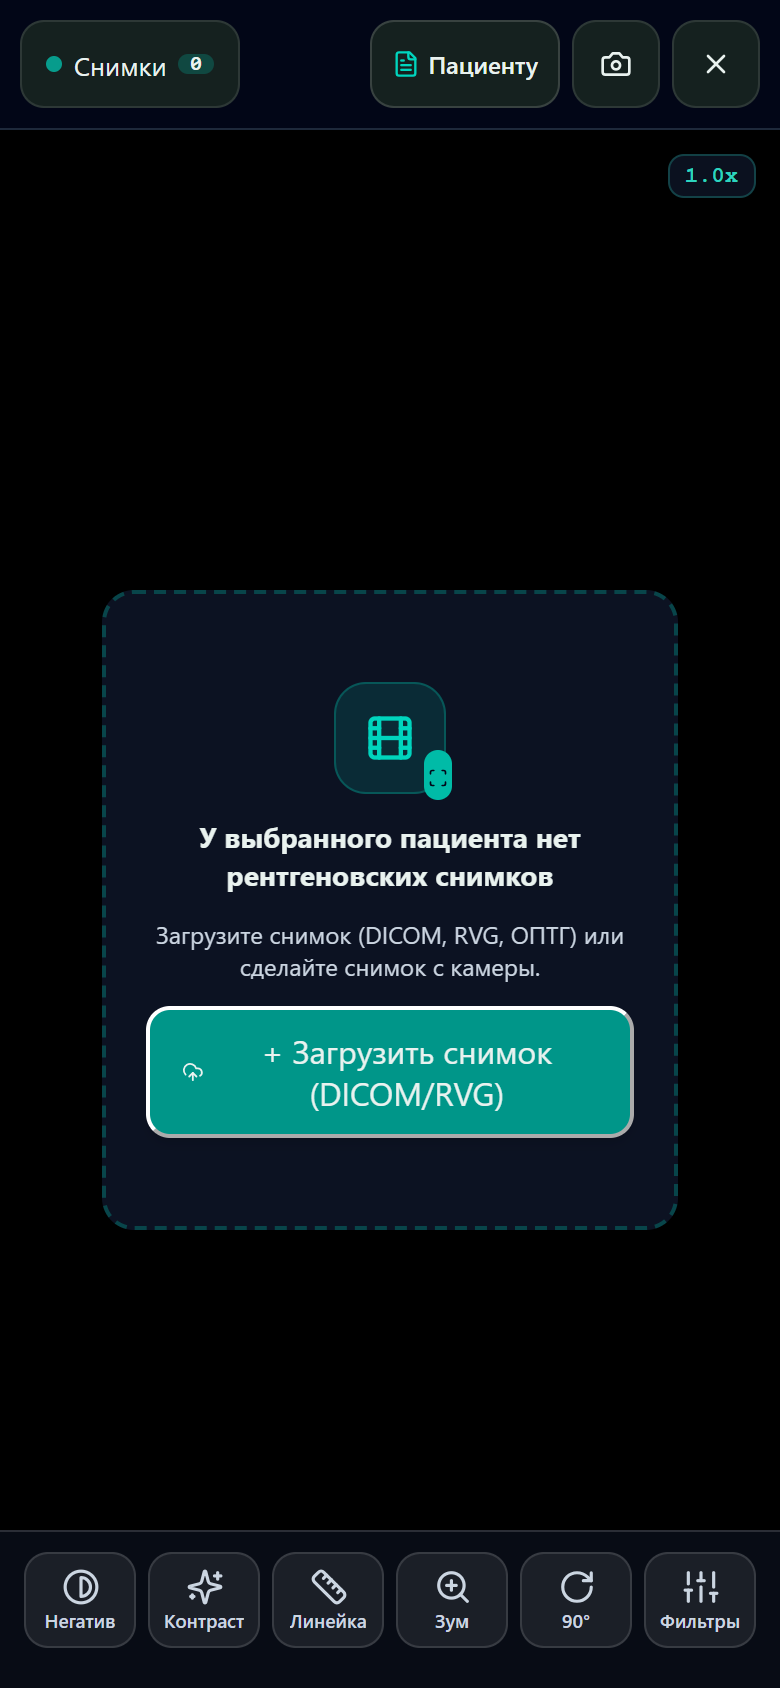 Снимки 0
Пациенту
1.0x
У выбранного пациента нет
рентгеновских снимков
Загрузите снимок (DICOM, RVG, ОПТГ) или
сделайте снимок с камеры.
+ Загрузить снимок
(DICOM/RVG)
Негатив
Контраст
Линейка
Зум
90°
Фильтры